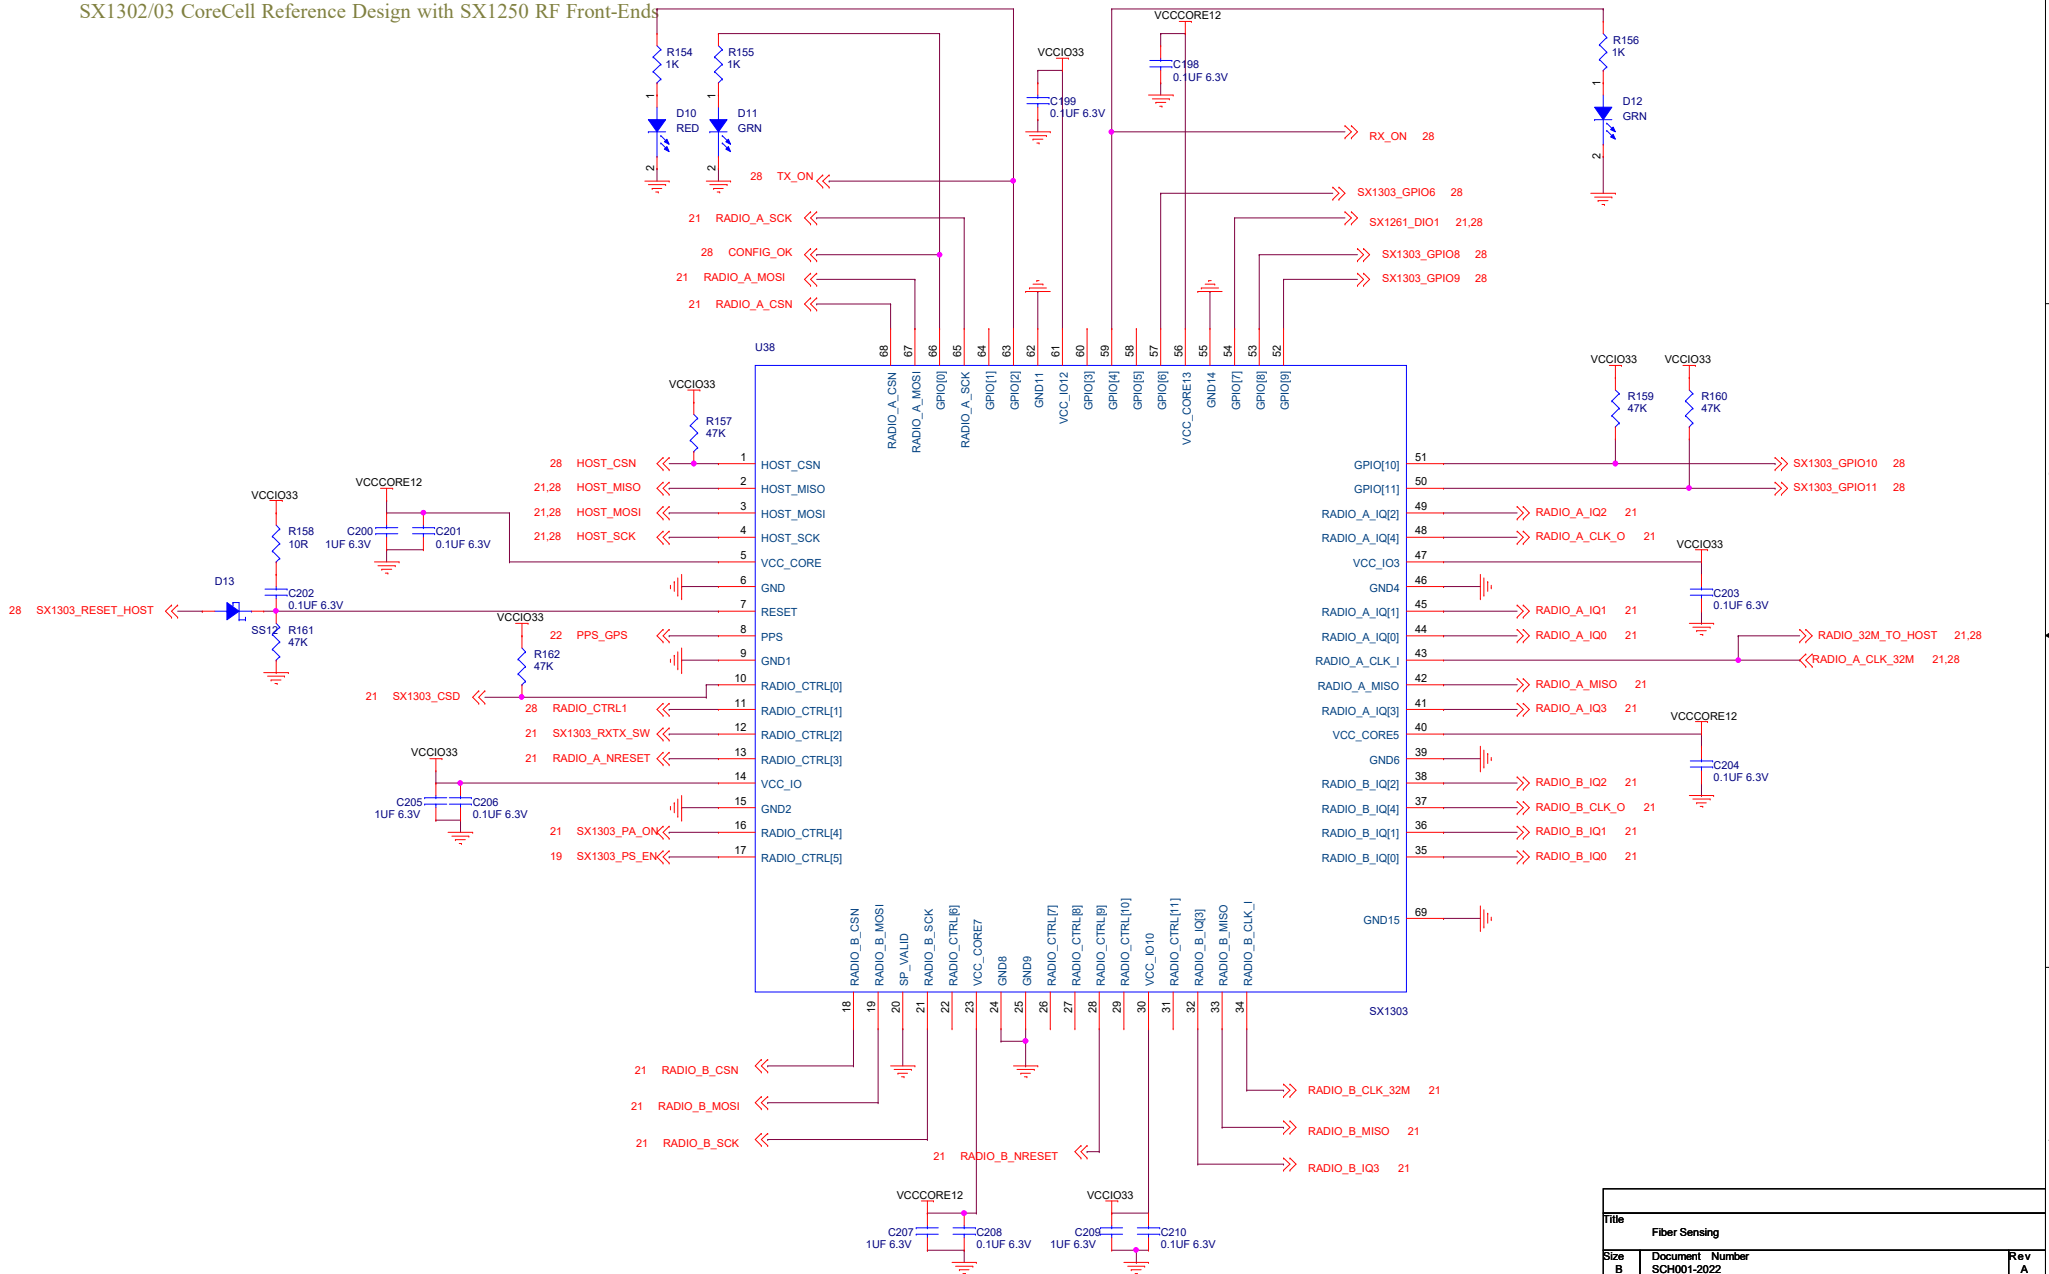 SX1302/03 CoreCell Reference Design with SX1250 RF Front-Ends
R154
1K
R155
1K
D10
RED
D11
GRN
1
1
2
2
VCCIO33
C199
0.1UF 6.3V
VCCCORE12
C198
0.1UF 6.3V
R156
1K
1
D12
GRN
2
RX_ON 28
28 TX_ON
21 RADIO_A_SCK
28 CONFIG_OK
21 RADIO_A_MOSI
21 RADIO_A_CSN
SX1303_GPIO6 28
SX1261_DIO1 21,28
SX1303_GPIO8 28
SX1303_GPIO9 28
U38
68 RADIO_A_CSN
67 RADIO_A_MOSI
66 GPIO[0]
65 RADIO_A_SCK
64 GPIO[1]
63 GPIO[2]
62 GND11
61 VCC_IO12
60 GPIO[3]
59 GPIO[4]
58 GPIO[5]
57 GPIO[6]
56 VCC_CORE13
55 GND14
54 GPIO[7]
53 GPIO[8]
52 GPIO[9]
VCCIO33
R157
47K
28 HOST_CSN 1 HOST_CSN
21,28 HOST_MISO 2 HOST_MISO
21,28 HOST_MOSI 3 HOST_MOSI
21,28 HOST_SCK 4 HOST_SCK
5 VCC_CORE
6 GND
7 RESET
22 PPS_GPS 8 PPS
9 GND1
10 RADIO_CTRL[0]
28 RADIO_CTRL1 11 RADIO_CTRL[1]
21 SX1303_RXTX_SW 12 RADIO_CTRL[2]
21 RADIO_A_NRESET 13 RADIO_CTRL[3]
14 VCC_IO
15 GND2
21 SX1303_PA_ON 16 RADIO_CTRL[4]
19 SX1303_PS_EN 17 RADIO_CTRL[5]
VCCCORE12
C200
1UF 6.3V
C201
0.1UF 6.3V
VCCIO33
R158
10R
C202
0.1UF 6.3V
D13
SS12
28 SX1303_RESET_HOST
R161
47K
VCCIO33
R162
47K
21 SX1303_CSD
VCCIO33
C205
1UF 6.3V
C206
0.1UF 6.3V
VCCIO33
R159
47K
VCCIO33
R160
47K
GPIO[10] 51 SX1303_GPIO10 28
GPIO[11] 50 SX1303_GPIO11 28
RADIO_A_IQ[2] 49 RADIO_A_IQ2 21
RADIO_A_IQ[4] 48 RADIO_A_CLK_O 21
VCC_IO3 47
GND4 46
RADIO_A_IQ[1] 45 RADIO_A_IQ1 21
RADIO_A_IQ[0] 44 RADIO_A_IQ0 21
RADIO_A_CLK_I 43
RADIO_A_MISO 42 RADIO_A_MISO 21
RADIO_A_IQ[3] 41 RADIO_A_IQ3 21
VCC_CORE5 40
GND6 39
RADIO_B_IQ[2] 38 RADIO_B_IQ2 21
RADIO_B_IQ[4] 37 RADIO_B_CLK_O 21
RADIO_B_IQ[1] 36 RADIO_B_IQ1 21
RADIO_B_IQ[0] 35 RADIO_B_IQ0 21
GND15 69
VCCIO33
C203
0.1UF 6.3V
RADIO_32M_TO_HOST 21,28
RADIO_A_CLK_32M 21,28
VCCCORE12
C204
0.1UF 6.3V
RADIO_B_CSN 18
RADIO_B_MOSI 19
SP_VALID 20
RADIO_B_SCK 21
RADIO_CTRL[6] 22
VCC_CORE7 23
GND8 24
GND9 25
RADIO_CTRL[7] 26
RADIO_CTRL[8] 27
RADIO_CTRL[9] 28
RADIO_CTRL[10] 29
VCC_IO10 30
RADIO_CTRL[11] 31
RADIO_B_IQ[3] 32
RADIO_B_MISO 33
RADIO_B_CLK_I 34
SX1303
21 RADIO_B_CSN
21 RADIO_B_MOSI
21 RADIO_B_SCK
21 RADIO_B_NRESET
RADIO_B_CLK_32M 21
RADIO_B_MISO 21
RADIO_B_IQ3 21
VCCCORE12
C207
1UF 6.3V
C208
0.1UF 6.3V
VCCIO33
C209
1UF 6.3V
C210
0.1UF 6.3V
Title
Fiber Sensing
Size Document Number Rev
B SCH001-2022 A